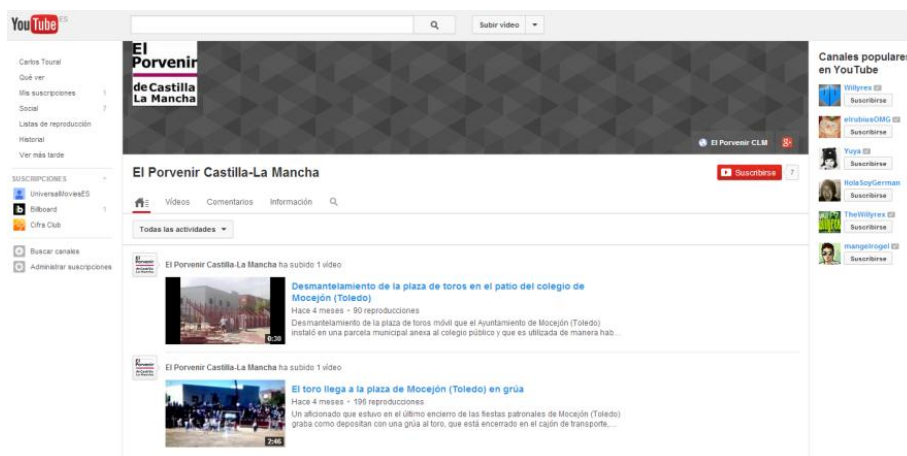 YouTube ES
Subir vídeo
Carlos Toural
Qué ver
Mis suscripciones 1
Social 7
Listas de reproducción
Historial
Ver más tarde
SUSCRIPCIONES
UniversalMoviesES
Billboard 1
Cifra Club
Buscar canales
Administrar suscripciones
El
Porvenir
de Castilla
La Mancha
El Porvenir CLM
El Porvenir Castilla-La Mancha
Suscribirse 7
Vídeos Comentarios Información
Todas las actividades
El Porvenir Castilla-La Mancha ha subido 1 vídeo
Desmantelamiento de la plaza de toros en el patio del colegio de
Mocejón (Toledo)
Hace 4 meses • 90 reproducciones
Desmantelamiento de la plaza de toros móvil que el Ayuntamiento de Mocejón (Toledo)
instaló en una parcela municipal anexa al colegio público y que es utilizada de manera hab...
0:30
El Porvenir Castilla-La Mancha ha subido 1 vídeo
El toro llega a la plaza de Mocejón (Toledo) en grúa
Hace 4 meses • 196 reproducciones
Un aficionado que estuvo en el último encierro de las fiestas patronales de Mocejón (Toledo)
graba como depositan con una grúa al toro, que está encerrado en el cajón de transporte,...
2:46
Canales populares
en YouTube
Willyrex
Suscribirse
elrubiusOMG
Suscribirse
Yuya
Suscribirse
HolaSoyGerman
Suscribirse
TheWillyrex
Suscribirse
mangelrogel
Suscribirse